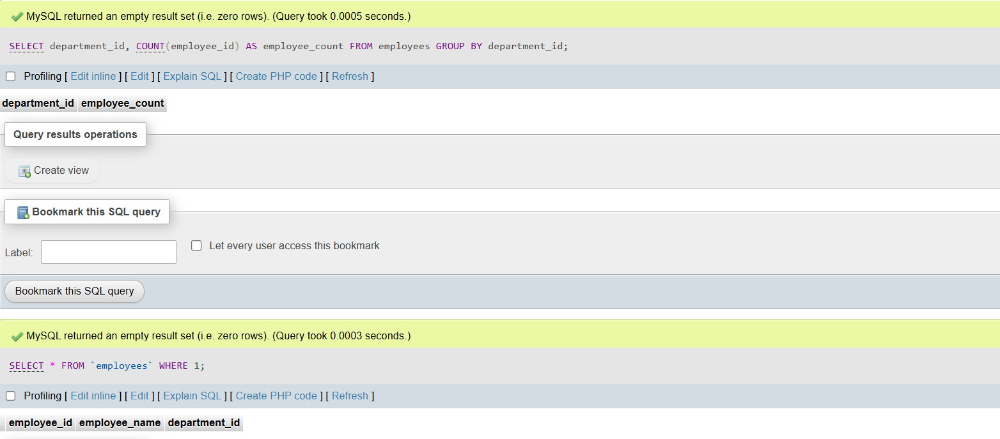 MySQL returned an empty result set (i.e. zero rows). (Query took 0.0005 seconds.)
SELECT department_id, COUNT(employee_id) AS employee_count FROM employees GROUP BY department_id;
Profiling [ Edit inline ] [ Edit ] [ Explain SQL ] [ Create PHP code ] [ Refresh ]
department_id employee_count
Query results operations
Create view
Bookmark this SQL query
Label: Let every user access this bookmark
Bookmark this SQL query
MySQL returned an empty result set (i.e. zero rows). (Query took 0.0003 seconds.)
SELECT * FROM `employees` WHERE 1;
Profiling [ Edit inline ] [ Edit ] [ Explain SQL ] [ Create PHP code ] [ Refresh ]
employee_id employee_name department_id